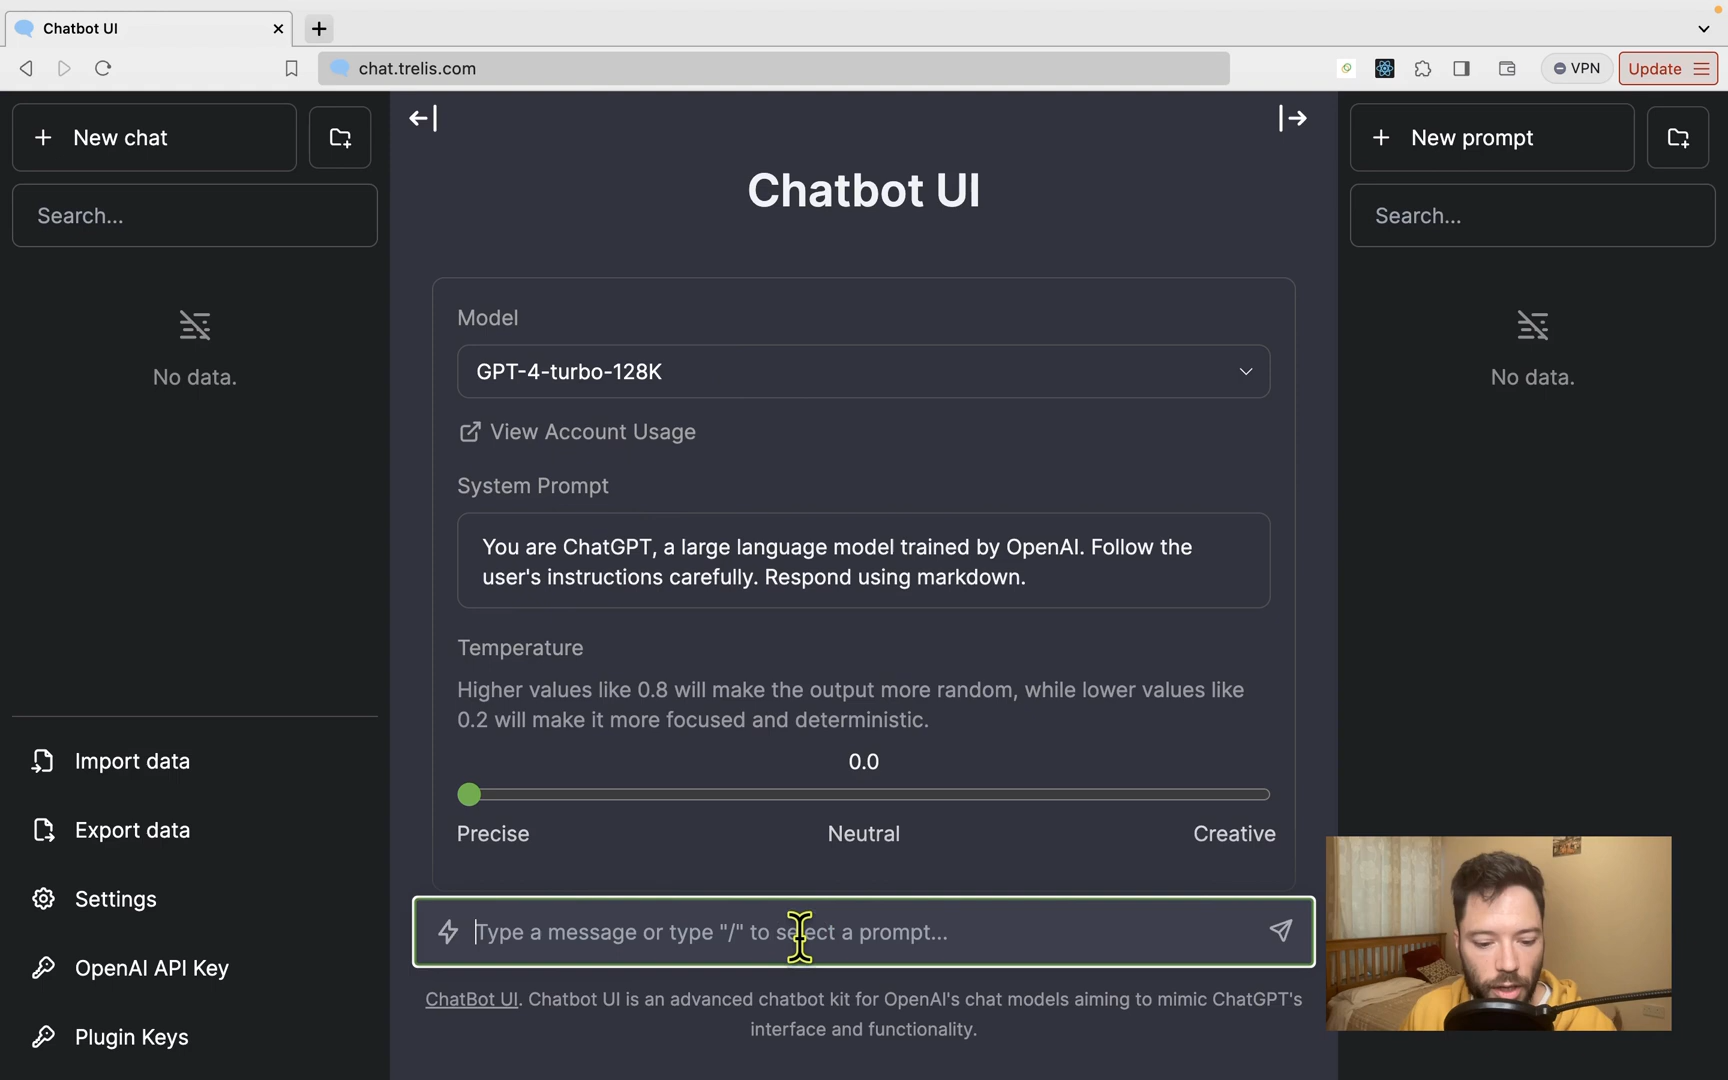 Chatbot UI
chat.trelis.com
VPN
Update
New chat
Search...
No data.
Import data
Export data
Settings
OpenAI API Key
Plugin Keys
Chatbot UI
Model
GPT-4-turbo-128K
View Account Usage
System Prompt
You are ChatGPT, a large language model trained by OpenAI. Follow the
user's instructions carefully. Respond using markdown.
Temperature
Higher values like 0.8 will make the output more random, while lower values like
0.2 will make it more focused and deterministic.
0.0
Precise Neutral Creative
Type a message or type "/" to select a prompt...
ChatBot UI. Chatbot UI is an advanced chatbot kit for OpenAI's chat models aiming to mimic ChatGPT's
interface and functionality.
New prompt
Search...
No data.